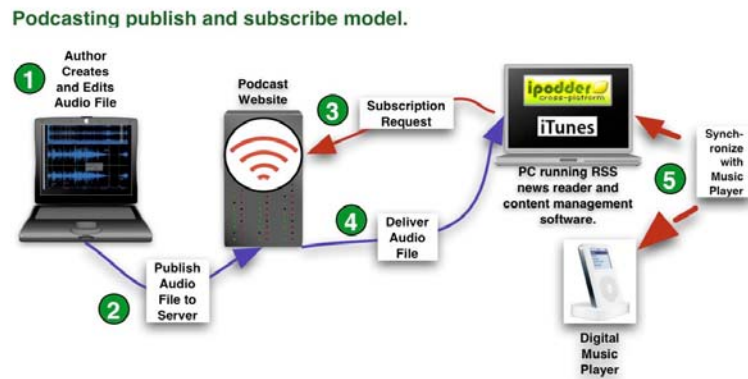 Podcasting publish and subscribe model.
1
Author
Creates
and Edits
Audio File
2
Publish
Audio
File to
Server
Podcast
Website
3
Subscription
Request
4
Deliver
Audio
File
ipodder
cross-platform
iTunes
PC running RSS
news reader and
content management
software.
5
Synch-
ronize
with
Music
Player
Digital
Music
Player